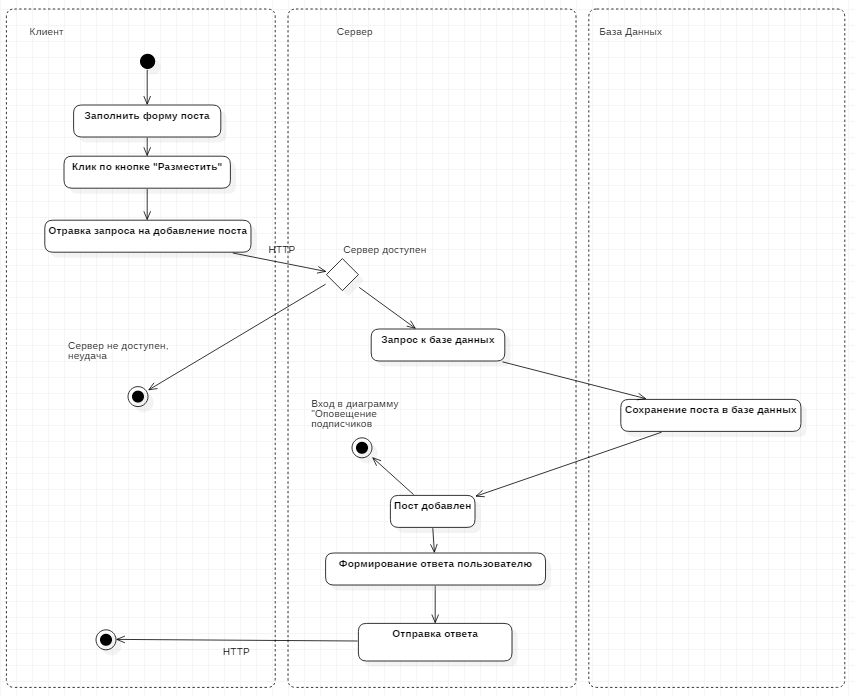 Клиент
Сервер
База Данных
Заполнить форму поста
Клик по кнопке "Разместить"
Отравка запроса на добавление поста
HTTP
Сервер доступен
Запрос к базе данных
Сервер не доступен,
неудача
Вход в диаграмму
"Оповещение
подписчиков
Сохранение поста в базе данных
Пост добавлен
Формирование ответа пользователю
Отправка ответа
HTTP